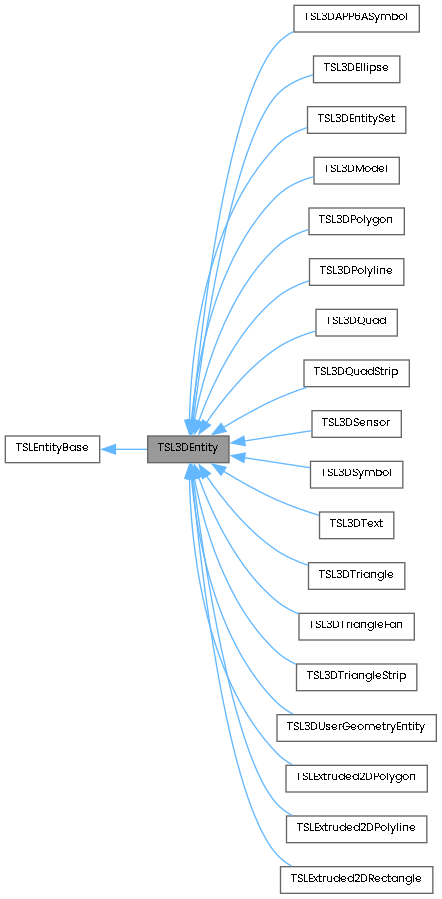 TSL3DAPP6ASymbol
TSL3DEllipse
TSL3DEntitySet
TSL3DModel
TSL3DPolygon
TSL3DPolyline
TSL3DQuad
TSL3DQuadStrip
TSL3DSensor
TSLEntityBase
TSL3DEntity
TSL3DSymbol
TSL3DText
TSL3DTriangle
TSL3DTriangleFan
TSL3DTriangleStrip
TSL3DUserGeometryEntity
TSLExtruded2DPolygon
TSLExtruded2DPolyline
TSLExtruded2DRectangle